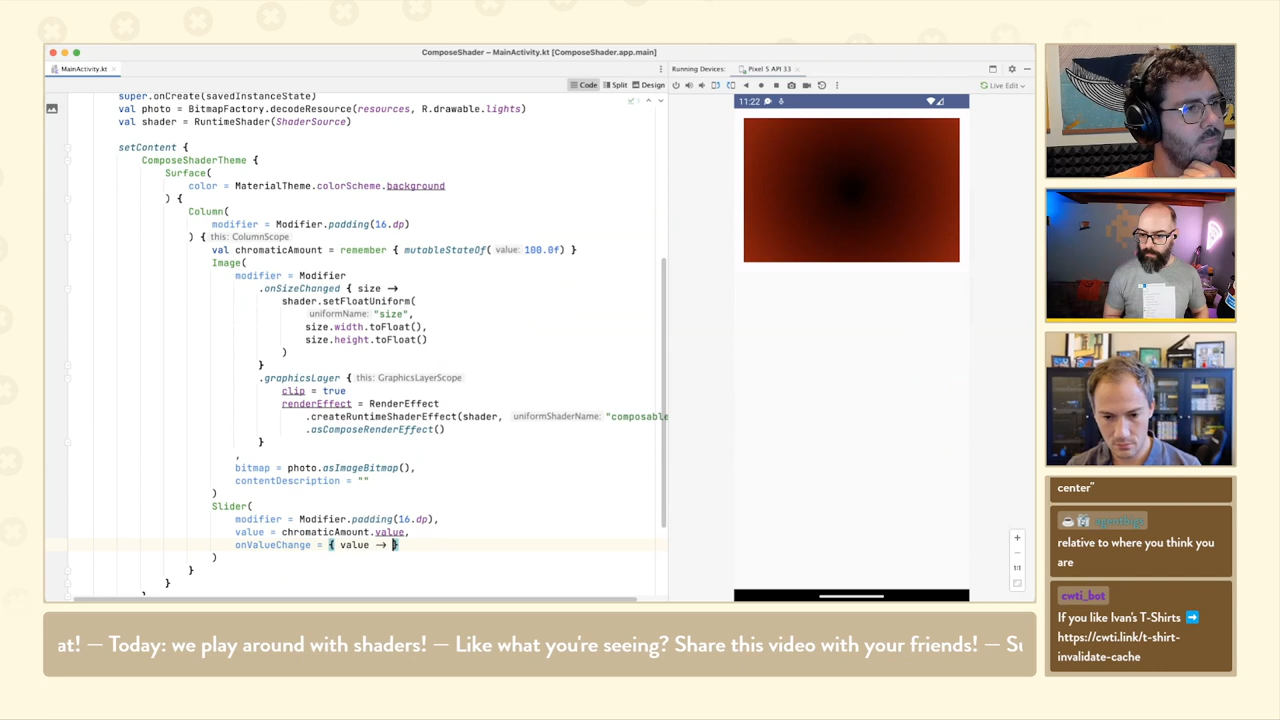 ComposeShader – MainActivity.kt [ComposeShader.app.main]
MainActivity.kt
Code Split Design
Running Devices: Pixel 5 API 33
Live Edit
super.onCreate(savedInstanceState)
val photo = BitmapFactory.decodeResource(resources, R.drawable.lights)
val shader = RuntimeShader(ShaderSource)
setContent {
ComposeShaderTheme {
Surface(
color = MaterialTheme.colorScheme.background
) {
Column(
modifier = Modifier.padding(16.dp)
) { this: ColumnScope
val chromaticAmount = remember { mutableStateOf( value: 100.0f) }
Image(
modifier = Modifier
.onSizeChanged { size →
shader.setFloatUniform(
uniformName: "size",
size.width.toFloat(),
size.height.toFloat()
)
}
.graphicsLayer { this: GraphicsLayerScope
clip = true
renderEffect = RenderEffect
.createRuntimeShaderEffect(shader, uniformShaderName: "composable
.asComposeRenderEffect()
}
,
bitmap = photo.asImageBitmap(),
contentDescription = ""
)
Slider(
modifier = Modifier.padding(16.dp),
value = chromaticAmount.value,
onValueChange = { value → }
)
}
}
11:22
1:1
center"
agentbigs
relative to where you think you
are
cwti_bot
If you like Ivan's T-Shirts ➡
https://cwti.link/t-shirt-
invalidate-cache
at! — Today: we play around with shaders! — Like what you're seeing? Share this video with your friends! — Su